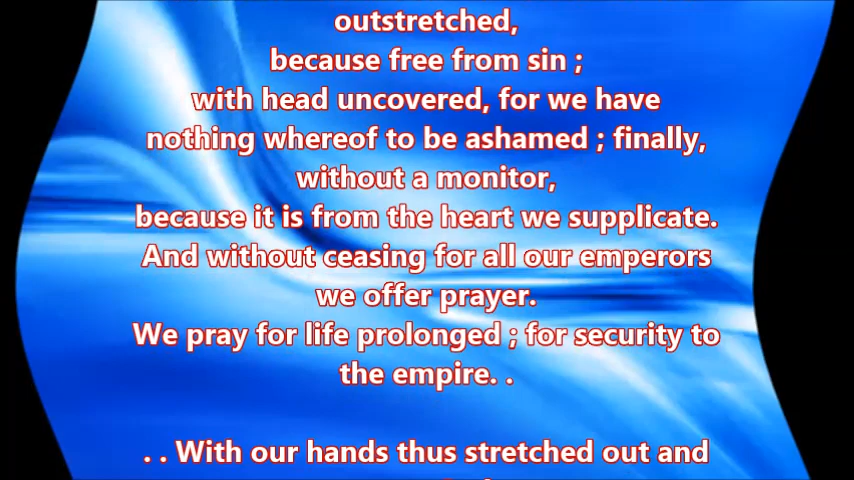 outstretched,
because free from sin ;
with head uncovered, for we have
nothing whereof to be ashamed ; finally,
without a monitor,
because it is from the heart we supplicate.
And without ceasing for all our emperors
we offer prayer.
We pray for life prolonged ; for security to
the empire. .
. . With our hands thus stretched out and